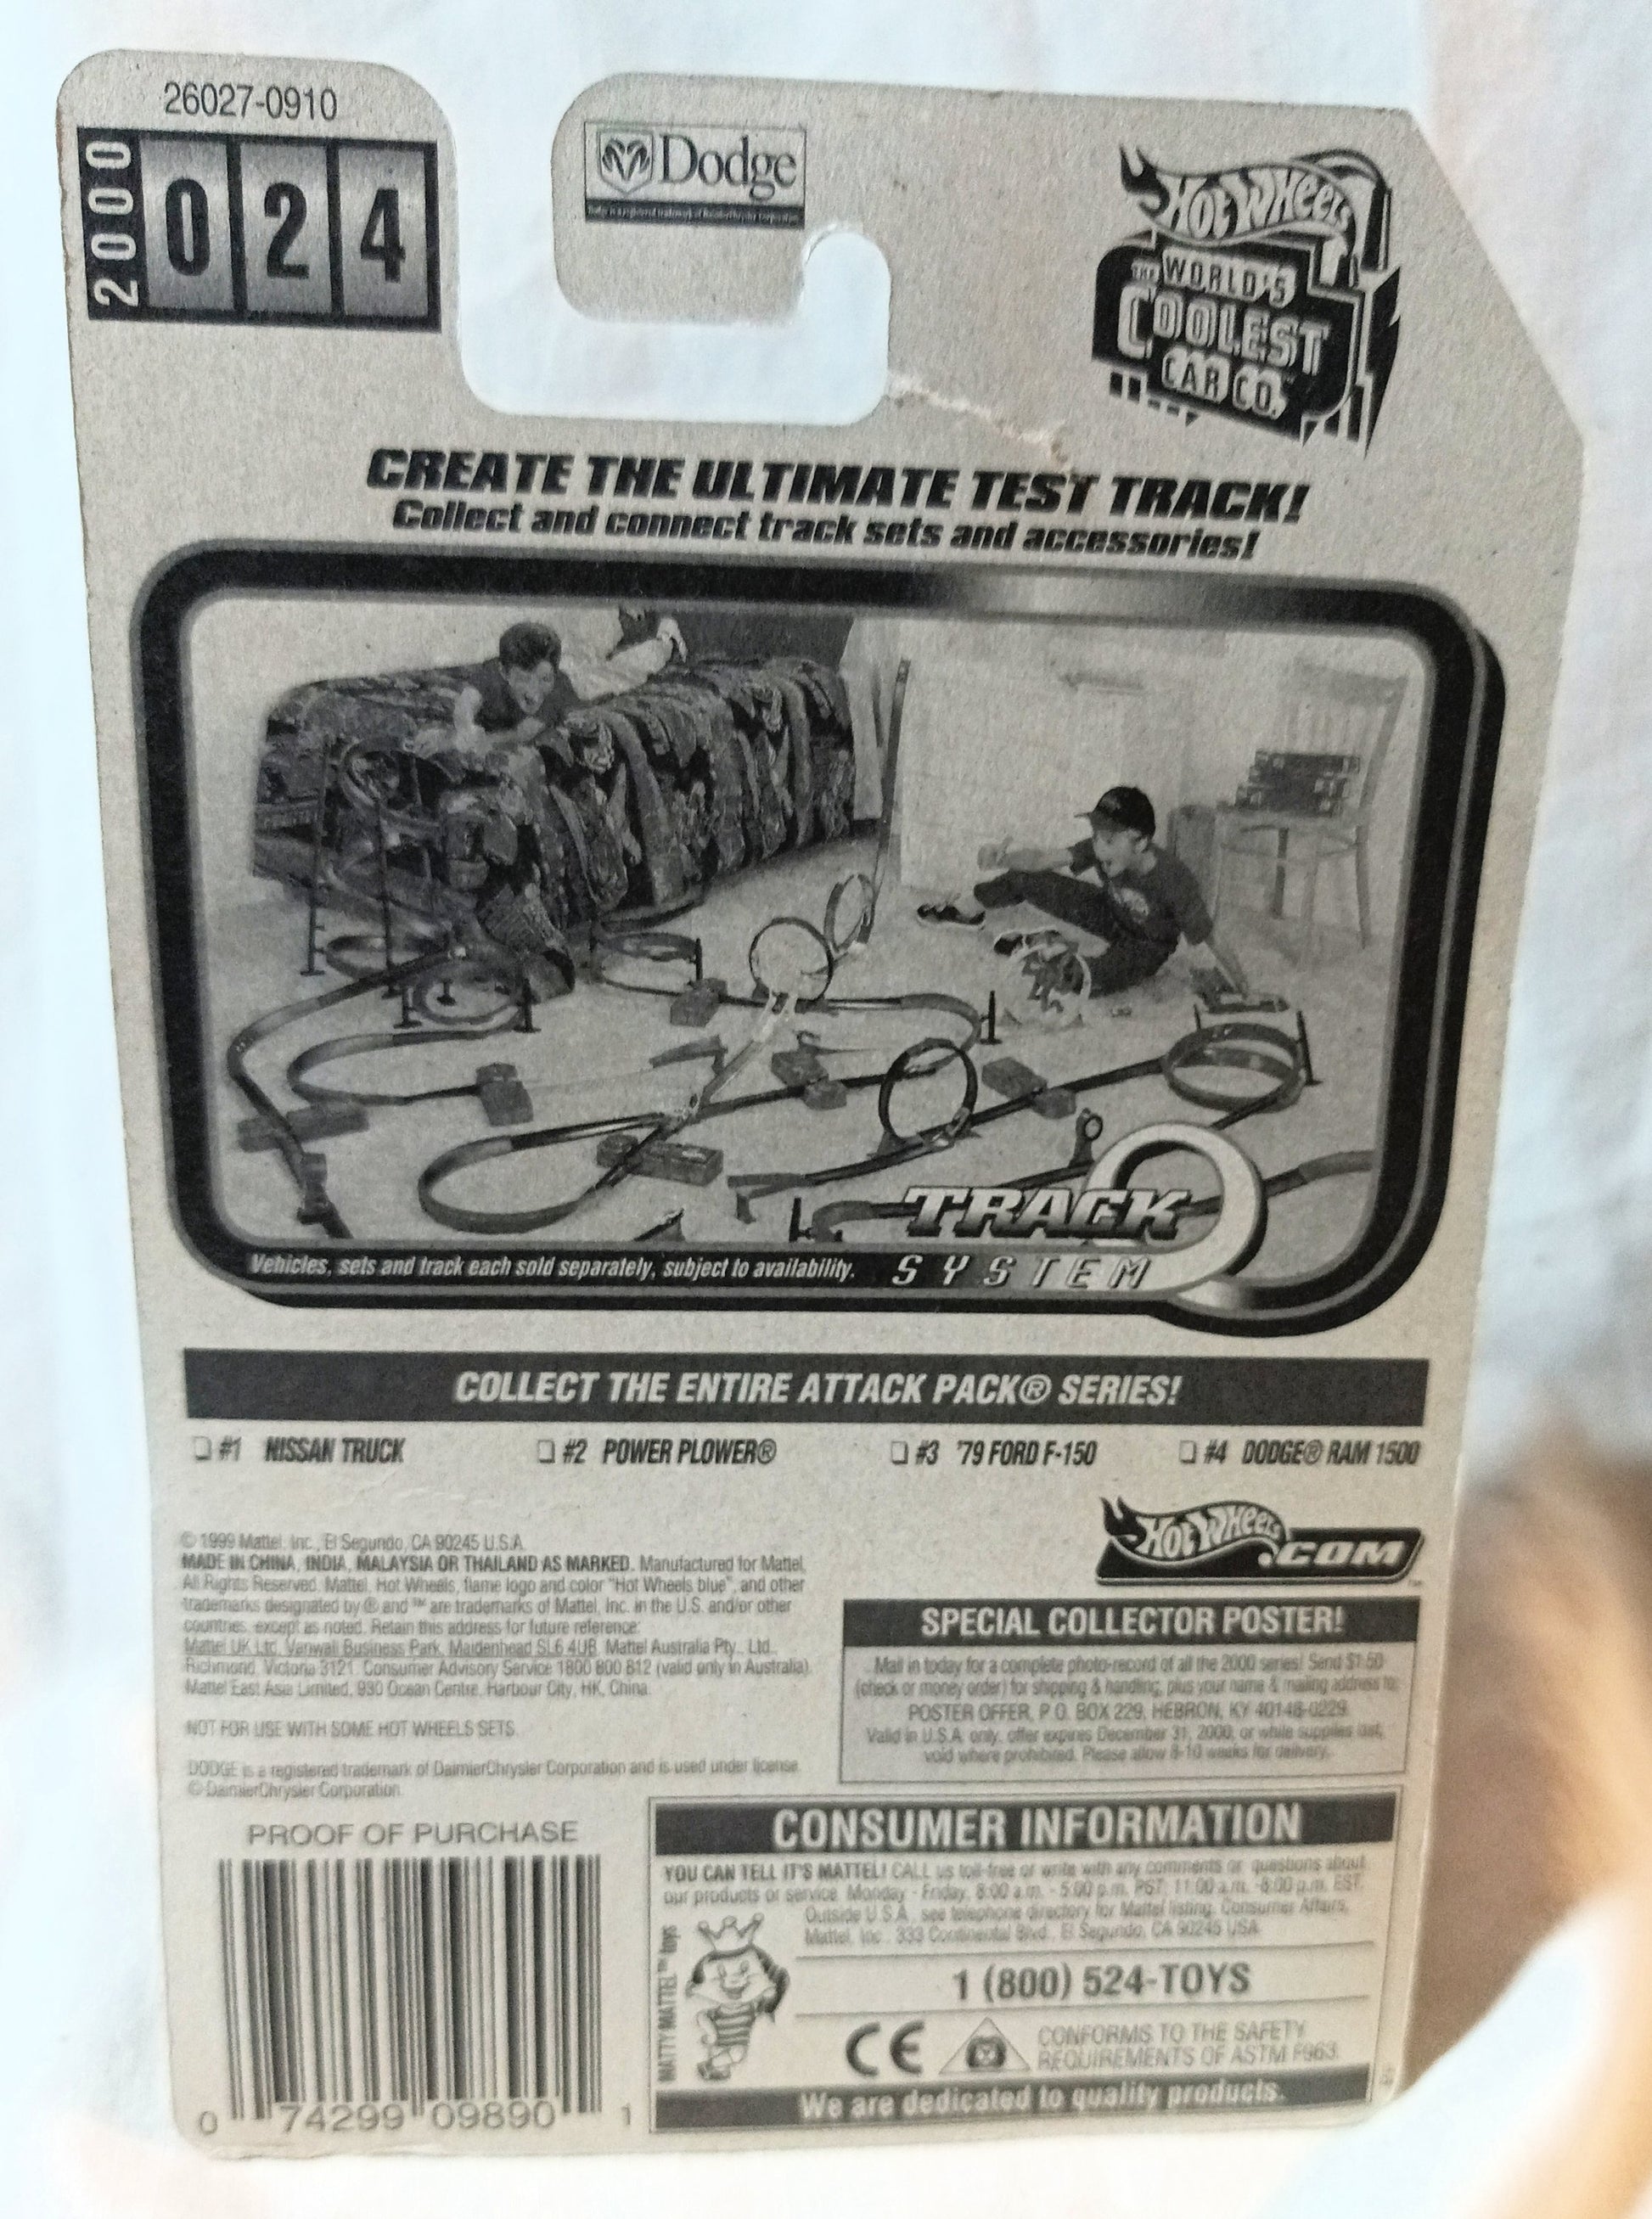 26027-0910
2000
024
Dodge
HOT WHEELS
THE WORLD'S
COOLEST
CAR CO.™
CREATE THE ULTIMATE TEST TRACK!
Collect and connect track sets and accessories!
TRACK
SYSTEM
Vehicles, sets and track each sold separately, subject to availability.
COLLECT THE ENTIRE ATTACK PACK® SERIES!
❏ #1 NISSAN TRUCK ❏ #2 POWER PLOWER® ❏ #3 '79 FORD F-150 ❏ #4 DODGE® RAM 1500
© 1999 Mattel, Inc., El Segundo, CA 90245 U.S.A.
MADE IN CHINA, INDIA, MALAYSIA OR THAILAND AS MARKED. Manufactured for Mattel.
All Rights Reserved. Mattel, Hot Wheels, flame logo and color "Hot Wheels blue", and other
trademarks designated by ® and ™ are trademarks of Mattel, Inc. in the U.S. and/or other
countries, except as noted. Retain this address for future reference:
Mattel UK Ltd, Vanwall Business Park, Maidenhead SL6 4UB. Mattel Australia Pty., Ltd.,
Richmond, Victoria 3121. Consumer Advisory Service 1800 800 812 (valid only in Australia).
Mattel East Asia Limited, 930 Ocean Centre, Harbour City, HK, China.
NOT FOR USE WITH SOME HOT WHEELS SETS.
DODGE is a registered trademark of DaimlerChrysler Corporation and is used under license.
© DaimlerChrysler Corporation.
HOT WHEELS
.COM
SPECIAL COLLECTOR POSTER!
Mail in today for a complete photo-record of all the 2000 series! Send $1.50
(check or money order) for shipping & handling, plus your name & mailing address to:
POSTER OFFER, P.O. BOX 229, HEBRON, KY 40148-0229.
Valid in U.S.A. only, offer expires December 31, 2000, or while supplies last,
void where prohibited. Please allow 8-10 weeks for delivery.
PROOF OF PURCHASE
0 74299 09890 1
CONSUMER INFORMATION
YOU CAN TELL IT'S MATTEL! CALL us toll-free or write with any comments or questions about
our products or service. Monday - Friday, 8:00 a.m. - 5:00 p.m. PST; 11:00 a.m. -8:00 p.m. EST.
Outside U.S.A., see telephone directory for Mattel listing. Consumer Affairs,
Mattel, Inc., 333 Continental Blvd., El Segundo, CA 90245 USA
MATTY MATTEL™ toys
1 (800) 524-TOYS
CE
CONFORMS TO THE SAFETY
REQUIREMENTS OF ASTM F963.
We are dedicated to quality products.